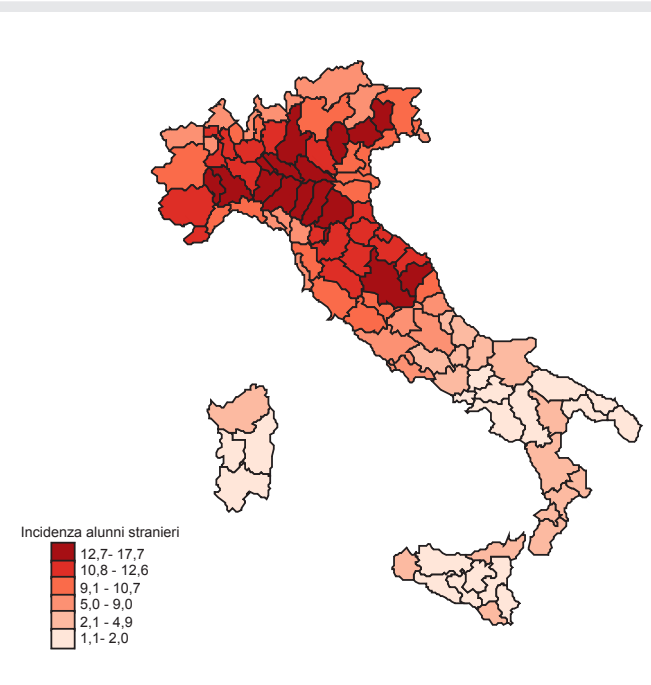 Incidenza alunni stranieri
12,7- 17,7
10,8 - 12,6
9,1 - 10,7
5,0 - 9,0
2,1 - 4,9
1,1- 2,0